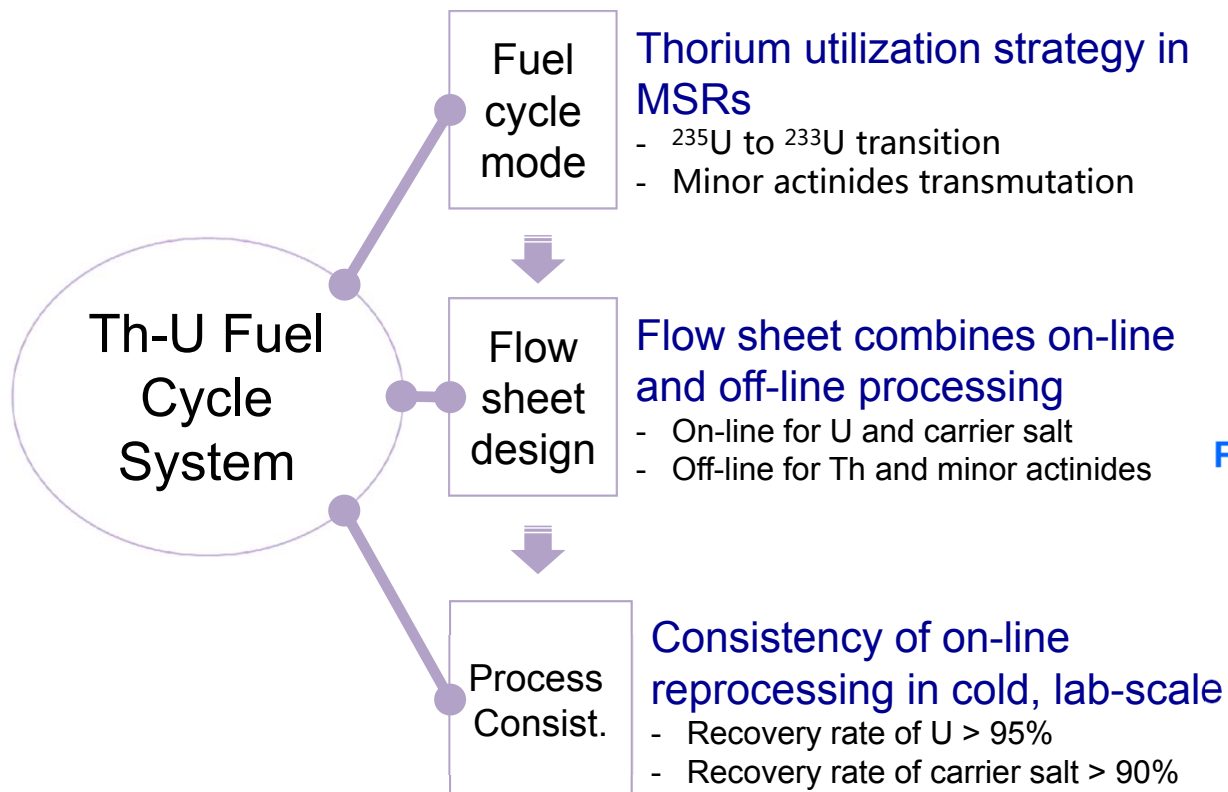 Th-U Fuel
Cycle
System
Fuel
cycle
mode
Thorium utilization strategy in
MSRs
- ²³⁵U to ²³³U transition
- Minor actinides transmutation
Flow
sheet
design
Flow sheet combines on-line
and off-line processing
- On-line for U and carrier salt
- Off-line for Th and minor actinides
Process
Consist.
Consistency of on-line
reprocessing in cold, lab-scale
- Recovery rate of U > 95%
- Recovery rate of carrier salt > 90%